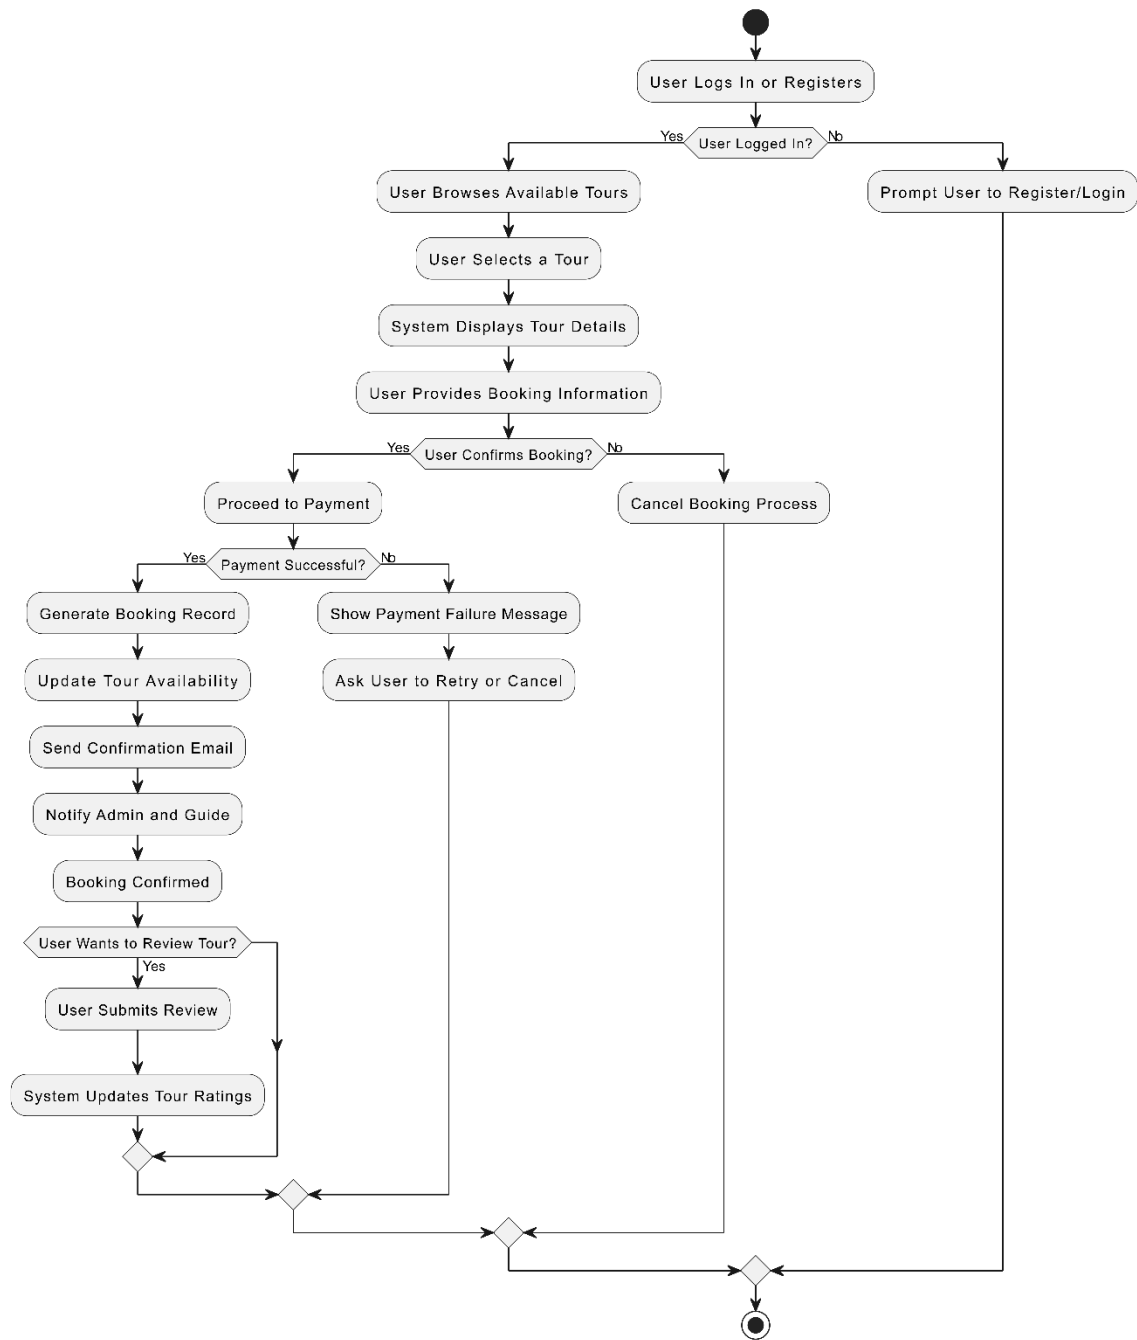 User Logs In or Registers
Yes
User Logged In?
No
User Browses Available Tours
Prompt User to Register/Login
User Selects a Tour
System Displays Tour Details
User Provides Booking Information
Yes
User Confirms Booking?
No
Proceed to Payment
Cancel Booking Process
Yes
Payment Successful?
No
Generate Booking Record
Show Payment Failure Message
Update Tour Availability
Ask User to Retry or Cancel
Send Confirmation Email
Notify Admin and Guide
Booking Confirmed
User Wants to Review Tour?
Yes
User Submits Review
System Updates Tour Ratings